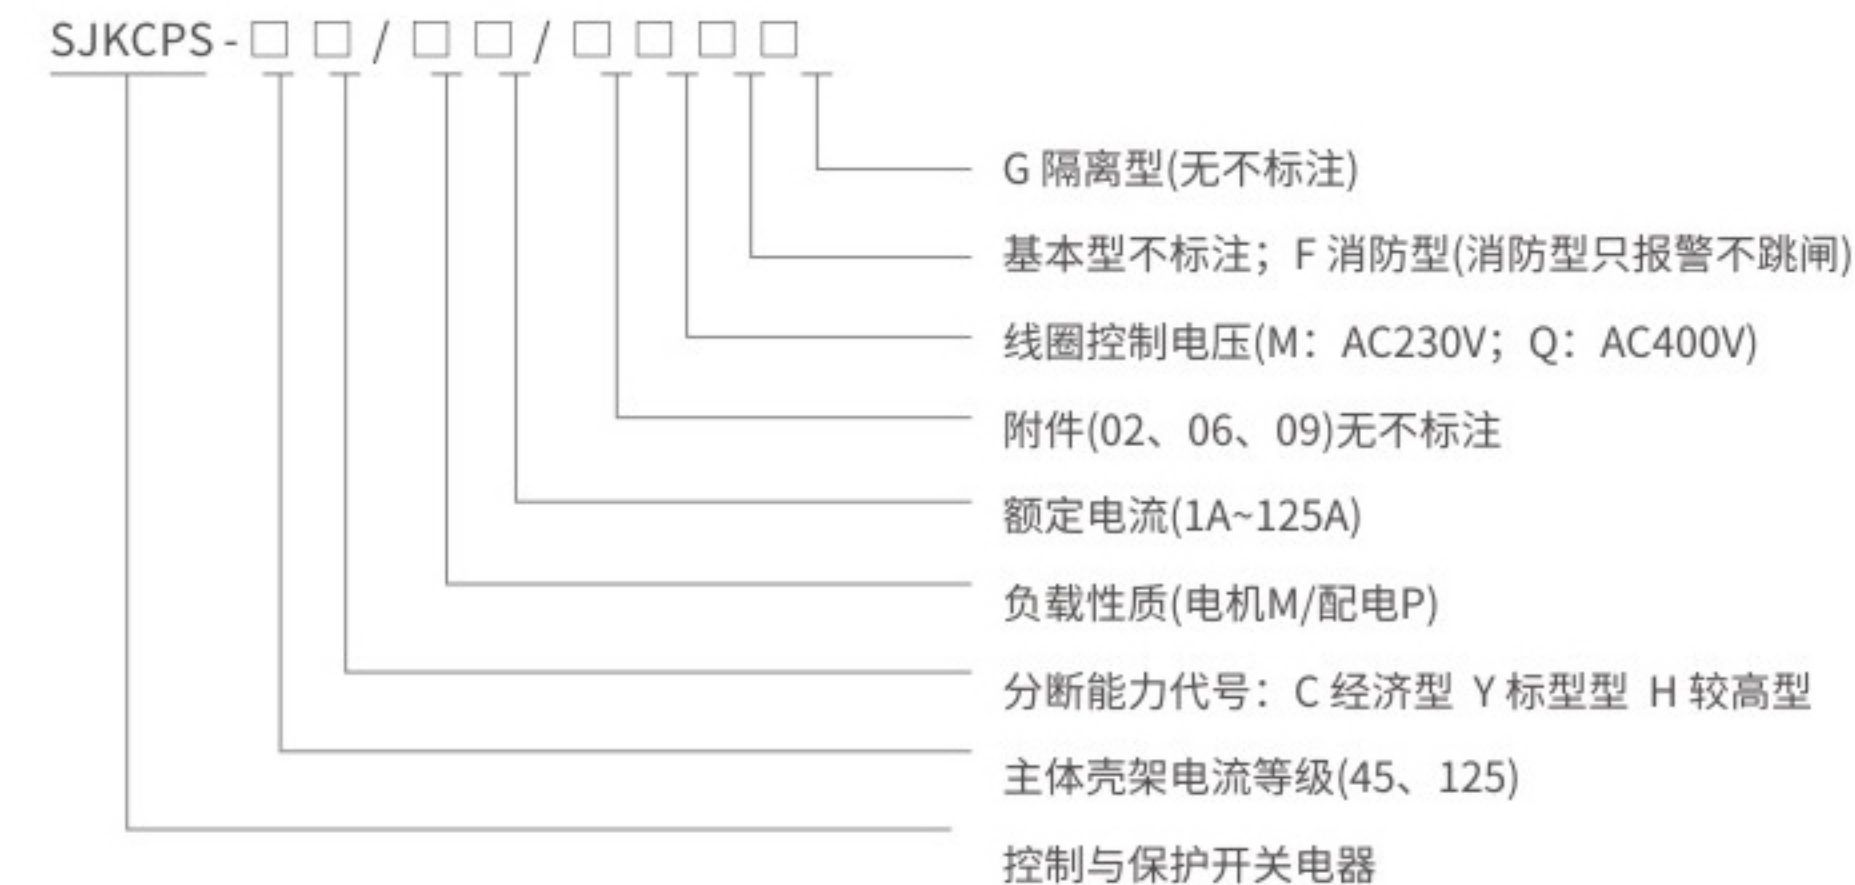 SJKCPS-□ □/□ □/□ □ □ □
G 隔离型(无不标注)
基本型不标注；F 消防型(消防型只报警不跳闸)
线圈控制电压(M：AC230V；Q：AC400V)
附件(02、06、09)无不标注
额定电流(1A~125A)
负载性质(电机M/配电P)
分断能力代号：C 经济型 Y 标型型 H 较高型
主体壳架电流等级(45、125)
控制与保护开关电器